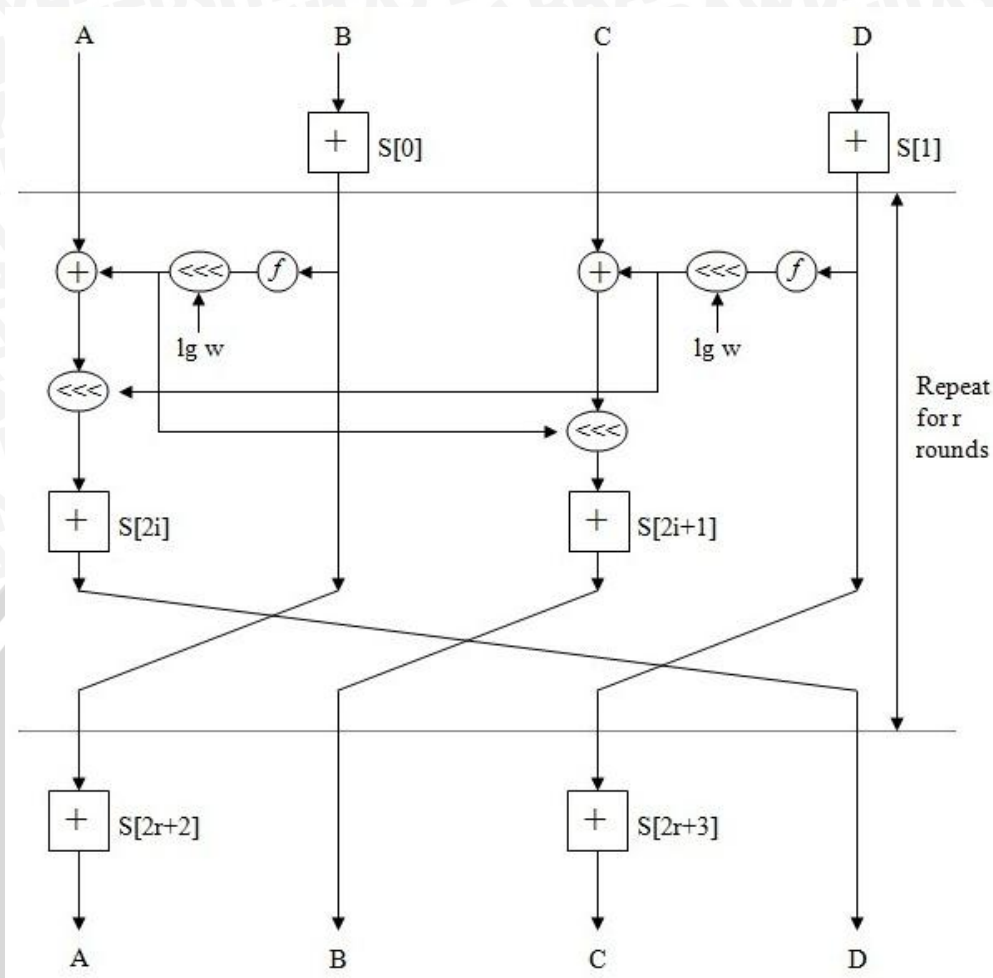 A B C D
+ S[0] + S[1]
+ <<< f + <<< f
lg w lg w
<<<
Repeat
for r
rounds
<<<
+ S[2i] + S[2i+1]
+ S[2r+2] + S[2r+3]
A B C D